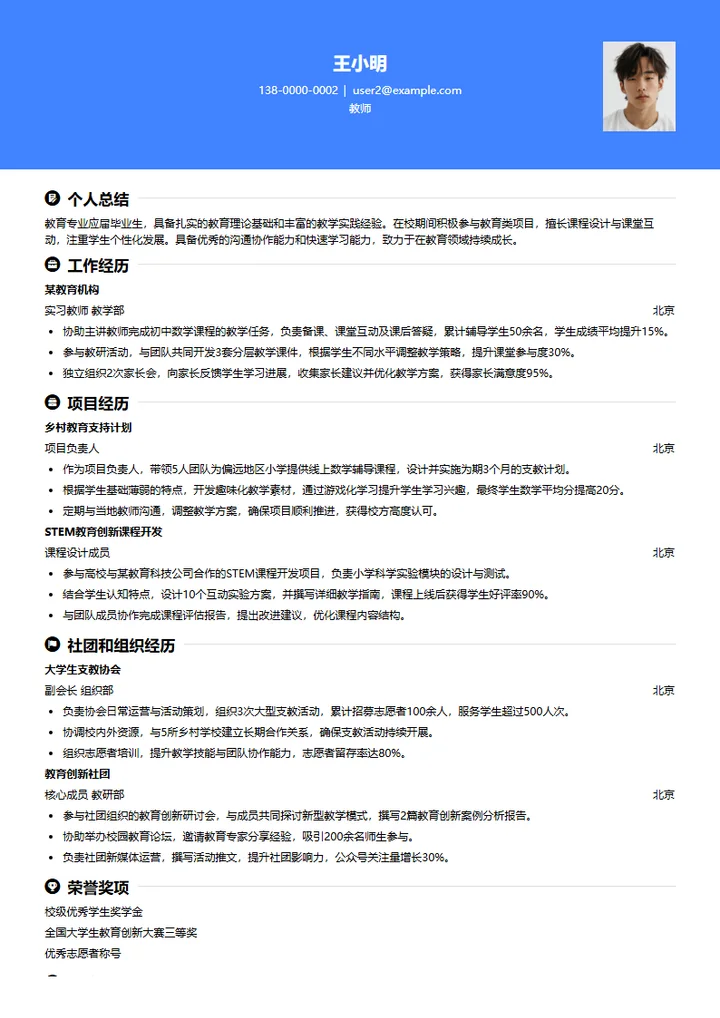 王小明
138-0000-0002 | user2@example.com
教师
个人总结
教育专业应届毕业生，具备扎实的教育理论基础和丰富的教学实践经验。在校期间积极参与教育类项目，擅长课程设计与课堂互
动，注重学生个性化发展。具备优秀的沟通协作能力和快速学习能力，致力于在教育领域持续成长。
工作经历
某教育机构
实习教师 教学部 北京
• 协助主讲教师完成初中数学课程的教学任务，负责备课、课堂互动及课后答疑，累计辅导学生50余名，学生成绩平均提升15%。
• 参与教研活动，与团队共同开发3套分层教学课件，根据学生不同水平调整教学策略，提升课堂参与度30%。
• 独立组织2次家长会，向家长反馈学生学习进展，收集家长建议并优化教学方案，获得家长满意度95%。
项目经历
乡村教育支持计划
项目负责人 北京
• 作为项目负责人，带领5人团队为偏远地区小学提供线上数学辅导课程，设计并实施为期3个月的支教计划。
• 根据学生基础薄弱的特点，开发趣味化教学素材，通过游戏化学习提升学生学习兴趣，最终学生数学平均分提高20分。
• 定期与当地教师沟通，调整教学方案，确保项目顺利推进，获得校方高度认可。
STEM教育创新课程开发
课程设计成员 北京
• 参与高校与某教育科技公司合作的STEM课程开发项目，负责小学科学实验模块的设计与测试。
• 结合学生认知特点，设计10个互动实验方案，并撰写详细教学指南，课程上线后获得学生好评率90%。
• 与团队成员协作完成课程评估报告，提出改进建议，优化课程内容结构。
社团和组织经历
大学生支教协会
副会长 组织部 北京
• 负责协会日常运营与活动策划，组织3次大型支教活动，累计招募志愿者100余人，服务学生超过500人次。
• 协调校内外资源，与5所乡村学校建立长期合作关系，确保支教活动持续开展。
• 组织志愿者培训，提升教学技能与团队协作能力，志愿者留存率达80%。
教育创新社团
核心成员 教研部 北京
• 参与社团组织的教育创新研讨会，与成员共同探讨新型教学模式，撰写2篇教育创新案例分析报告。
• 协助举办校园教育论坛，邀请教育专家分享经验，吸引200余名师生参与。
• 负责社团新媒体运营，撰写活动推文，提升社团影响力，公众号关注量增长30%。
荣誉奖项
校级优秀学生奖学金
全国大学生教育创新大赛三等奖
优秀志愿者称号